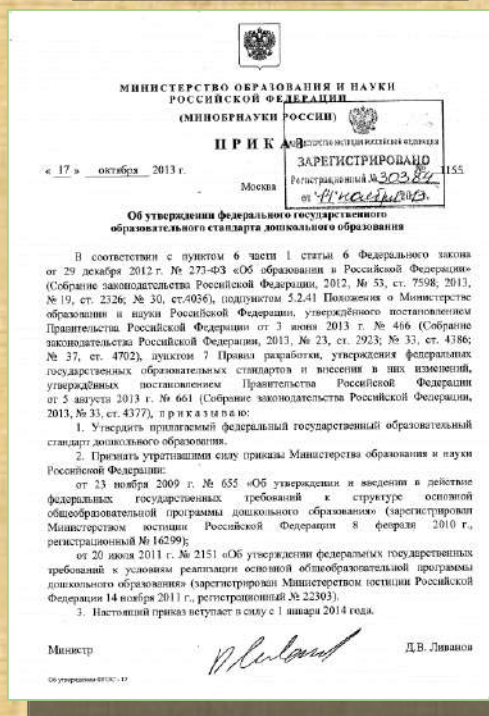 МИНИСТЕРСТВО ОБРАЗОВАНИЯ И НАУКИ
РОССИЙСКОЙ ФЕДЕРАЦИИ
(МИНОБРНАУКИ РОССИИ)
ПРИКАЗ
МИНИСТЕРСТВО ЮСТИЦИИ РОССИЙСКОЙ ФЕДЕРАЦИИ
ЗАРЕГИСТРИРОВАНО
Регистрационный № 30384
от "14" ноября 2013.
« 17 » октября 2013 г.
№ 1155
Москва
Об утверждении федерального государственного
образовательного стандарта дошкольного образования
В соответствии с пунктом 6 части 1 статьи 6 Федерального закона
от 29 декабря 2012 г. № 273-ФЗ «Об образовании в Российской Федерации»
(Собрание законодательства Российской Федерации, 2012, № 53, ст. 7598; 2013,
№ 19, ст. 2326; № 30, ст.4036), подпунктом 5.2.41 Положения о Министерстве
образования и науки Российской Федерации, утверждённого постановлением
Правительства Российской Федерации от 3 июня 2013 г. № 466 (Собрание
законодательства Российской Федерации, 2013, № 23, ст. 2923; № 33, ст. 4386;
№ 37, ст. 4702), пунктом 7 Правил разработки, утверждения федеральных
государственных образовательных стандартов и внесения в них изменений,
утверждённых постановлением Правительства Российской Федерации
от 5 августа 2013 г. № 661 (Собрание законодательства Российской Федерации,
2013, № 33, ст. 4377), п р и к а з ы в а ю:
1. Утвердить прилагаемый федеральный государственный образовательный
стандарт дошкольного образования.
2. Признать утратившими силу приказы Министерства образования и науки
Российской Федерации:
от 23 ноября 2009 г. № 655 «Об утверждении и введении в действие
федеральных государственных требований к структуре основной
общеобразовательной программы дошкольного образования» (зарегистрирован
Министерством юстиции Российской Федерации 8 февраля 2010 г.,
регистрационный № 16299);
от 20 июля 2011 г. № 2151 «Об утверждении федеральных государственных
требований к условиям реализации основной общеобразовательной программы
дошкольного образования» (зарегистрирован Министерством юстиции Российской
Федерации 14 ноября 2011 г., регистрационный № 22303).
3. Настоящий приказ вступает в силу с 1 января 2014 года.
Министр
Д.В. Ливанов